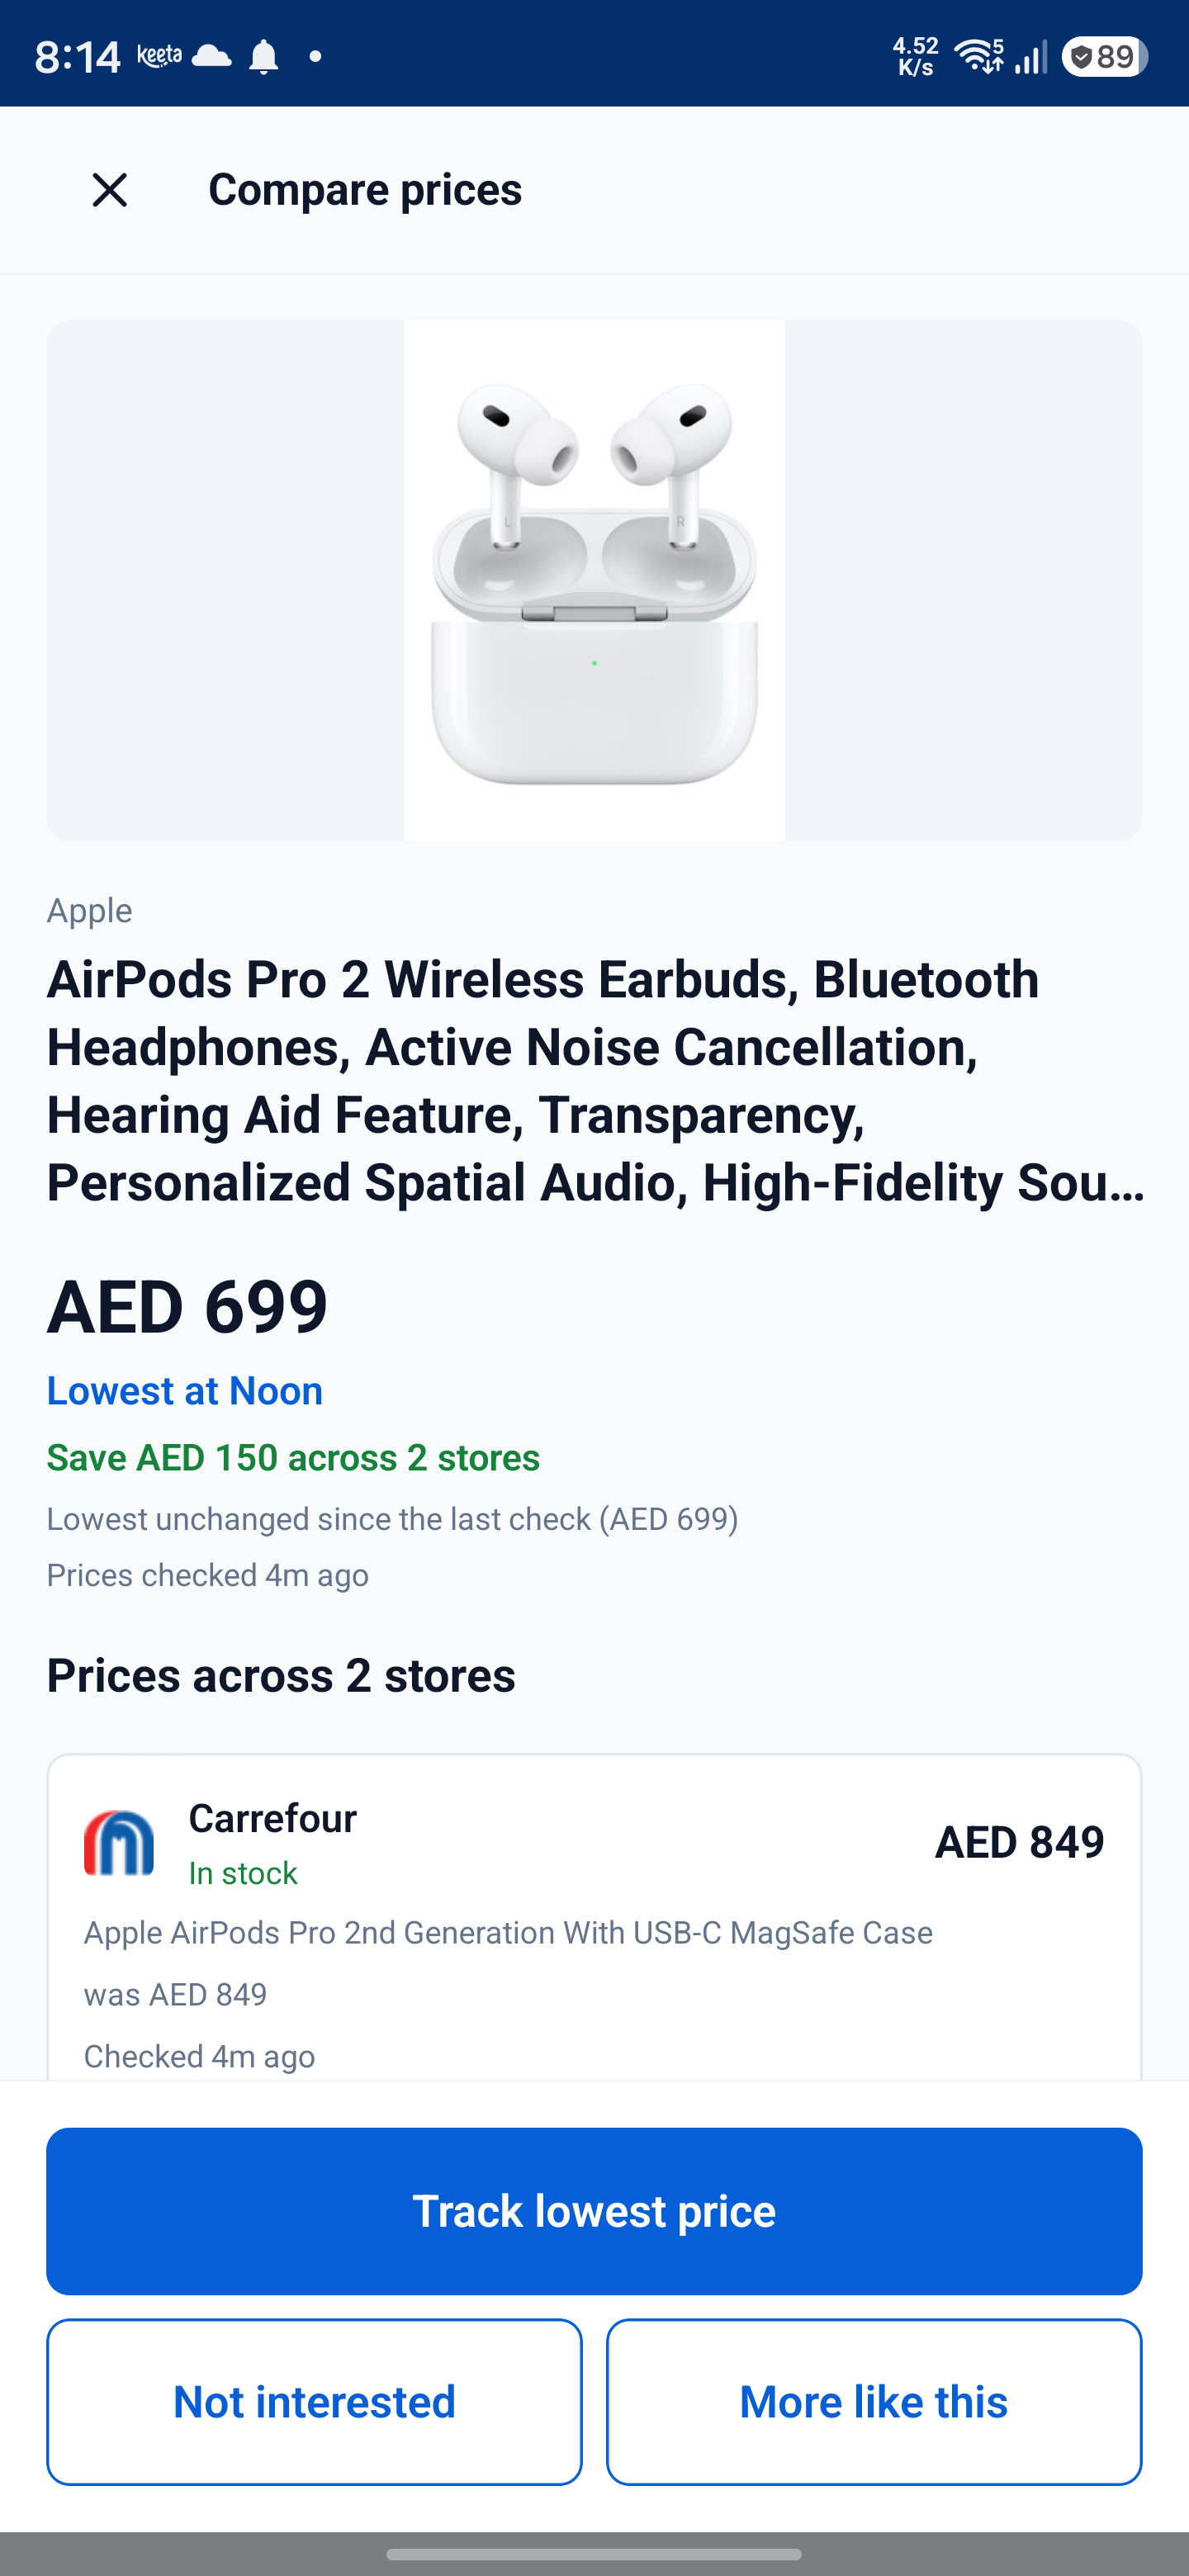 8:14 keeta 4.52 K/s 5 89
Compare prices
L R
Apple
AirPods Pro 2 Wireless Earbuds, Bluetooth
Headphones, Active Noise Cancellation,
Hearing Aid Feature, Transparency,
Personalized Spatial Audio, High-Fidelity Sou...
AED 699
Lowest at Noon
Save AED 150 across 2 stores
Lowest unchanged since the last check (AED 699)
Prices checked 4m ago
Prices across 2 stores
Carrefour
In stock
AED 849
Apple AirPods Pro 2nd Generation With USB-C MagSafe Case
was AED 849
Checked 4m ago
Track lowest price
Not interested
More like this